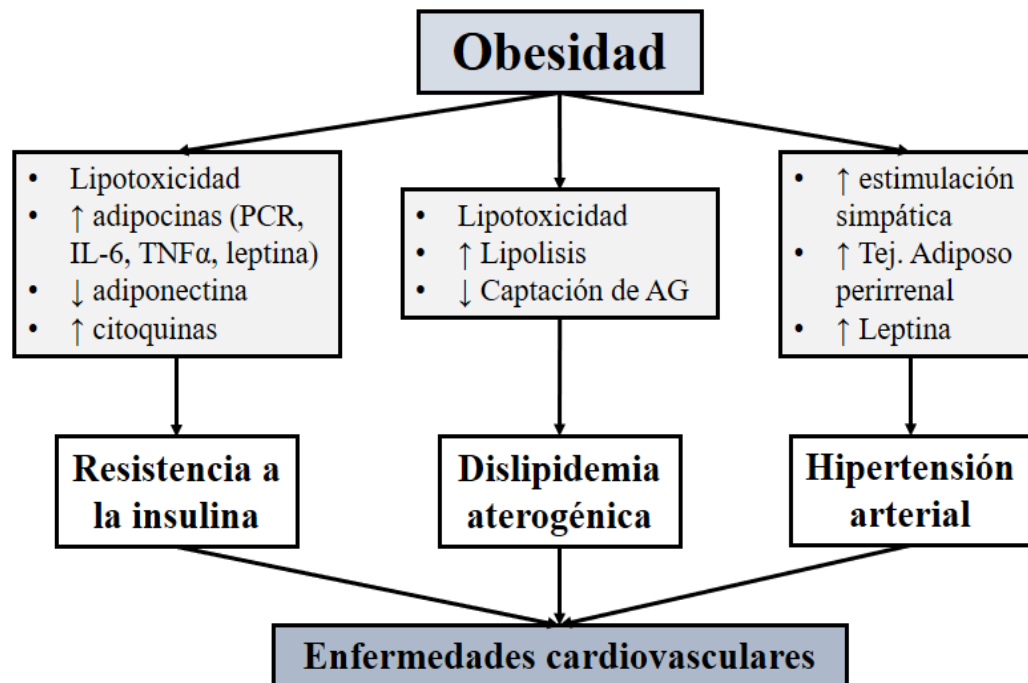 Obesidad
• Lipotoxicidad
• ↑ adipocinas (PCR,
IL-6, TNFα, leptina)
• ↓ adiponectina
• ↑ citoquinas
• Lipotoxicidad
• ↑ Lipolisis
• ↓ Captación de AG
• ↑ estimulación
simpática
• ↑ Tej. Adiposo
perirrenal
• ↑ Leptina
Resistencia a
la insulina
Dislipidemia
aterogénica
Hipertensión
arterial
Enfermedades cardiovasculares